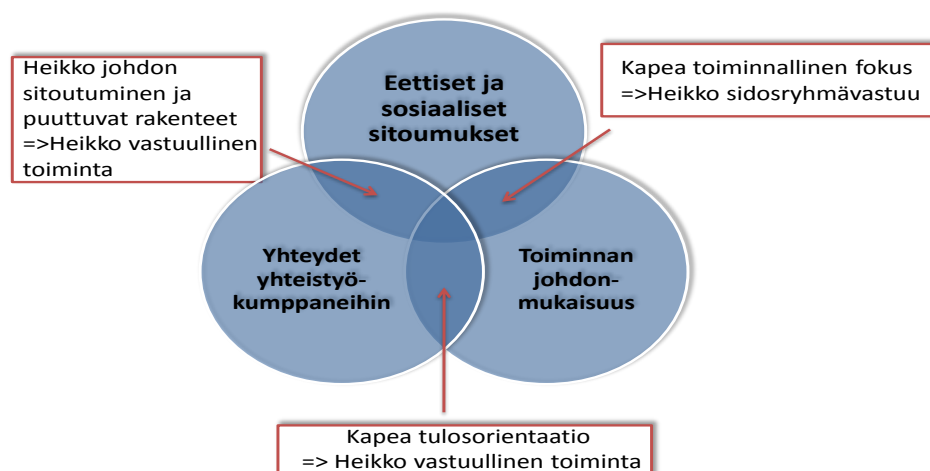 Heikko johdon
sitoutuminen ja
puuttuvat rakenteet
=>Heikko vastuullinen
toiminta
Eettiset ja
sosiaaliset
sitoumukset
Kapea toiminnallinen fokus
=>Heikko sidosryhmävastuu
Yhteydet
yhteistyö-
kumppaneihin
Toiminnan
johdon-
mukaisuus
Kapea tulosorientaatio
=> Heikko vastuullinen toiminta